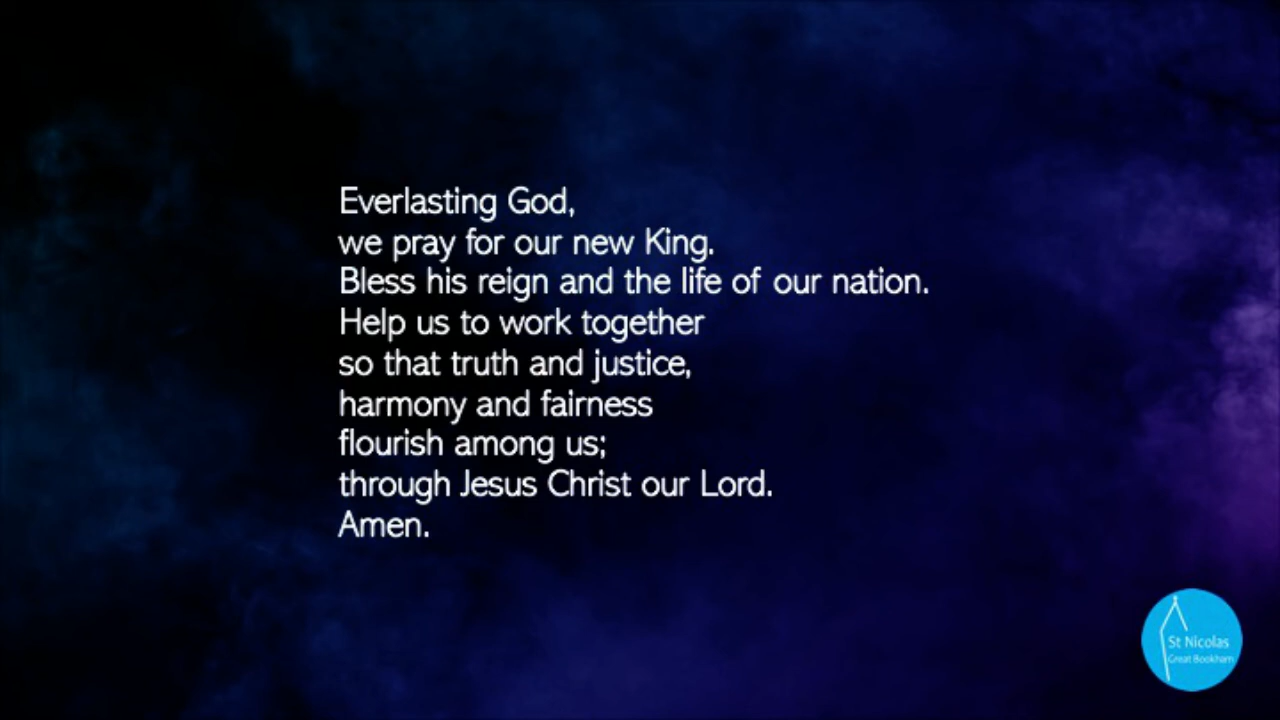 Everlasting God,
we pray for our new King.
Bless his reign and the life of our nation.
Help us to work together
so that truth and justice,
harmony and fairness
flourish among us;
through Jesus Christ our Lord.
Amen.
St Nicolas
Great Bookham